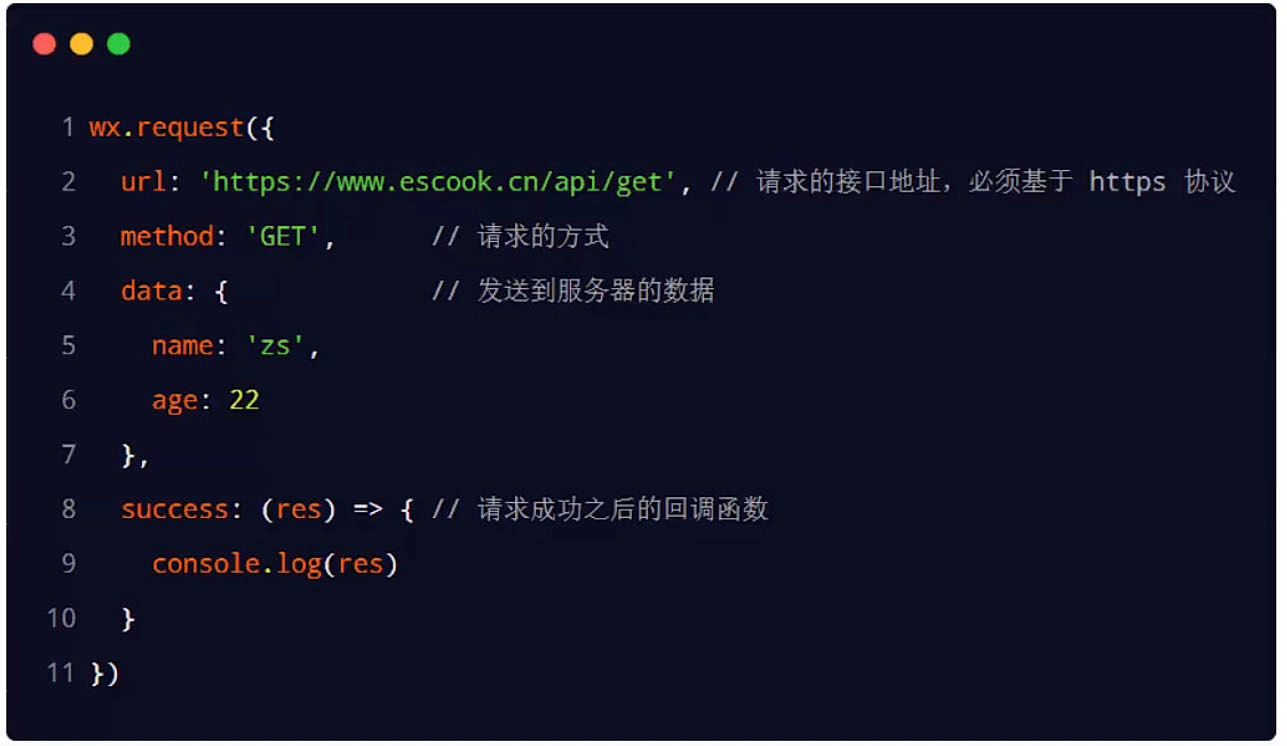 1 wx.request({
2   url: 'https://www.escook.cn/api/get', // 请求的接口地址，必须基于 https 协议
3   method: 'GET',      // 请求的方式
4   data: {             // 发送到服务器的数据
5     name: 'zs',
6     age: 22
7   },
8   success: (res) => { // 请求成功之后的回调函数
9     console.log(res)
10   }
11 })